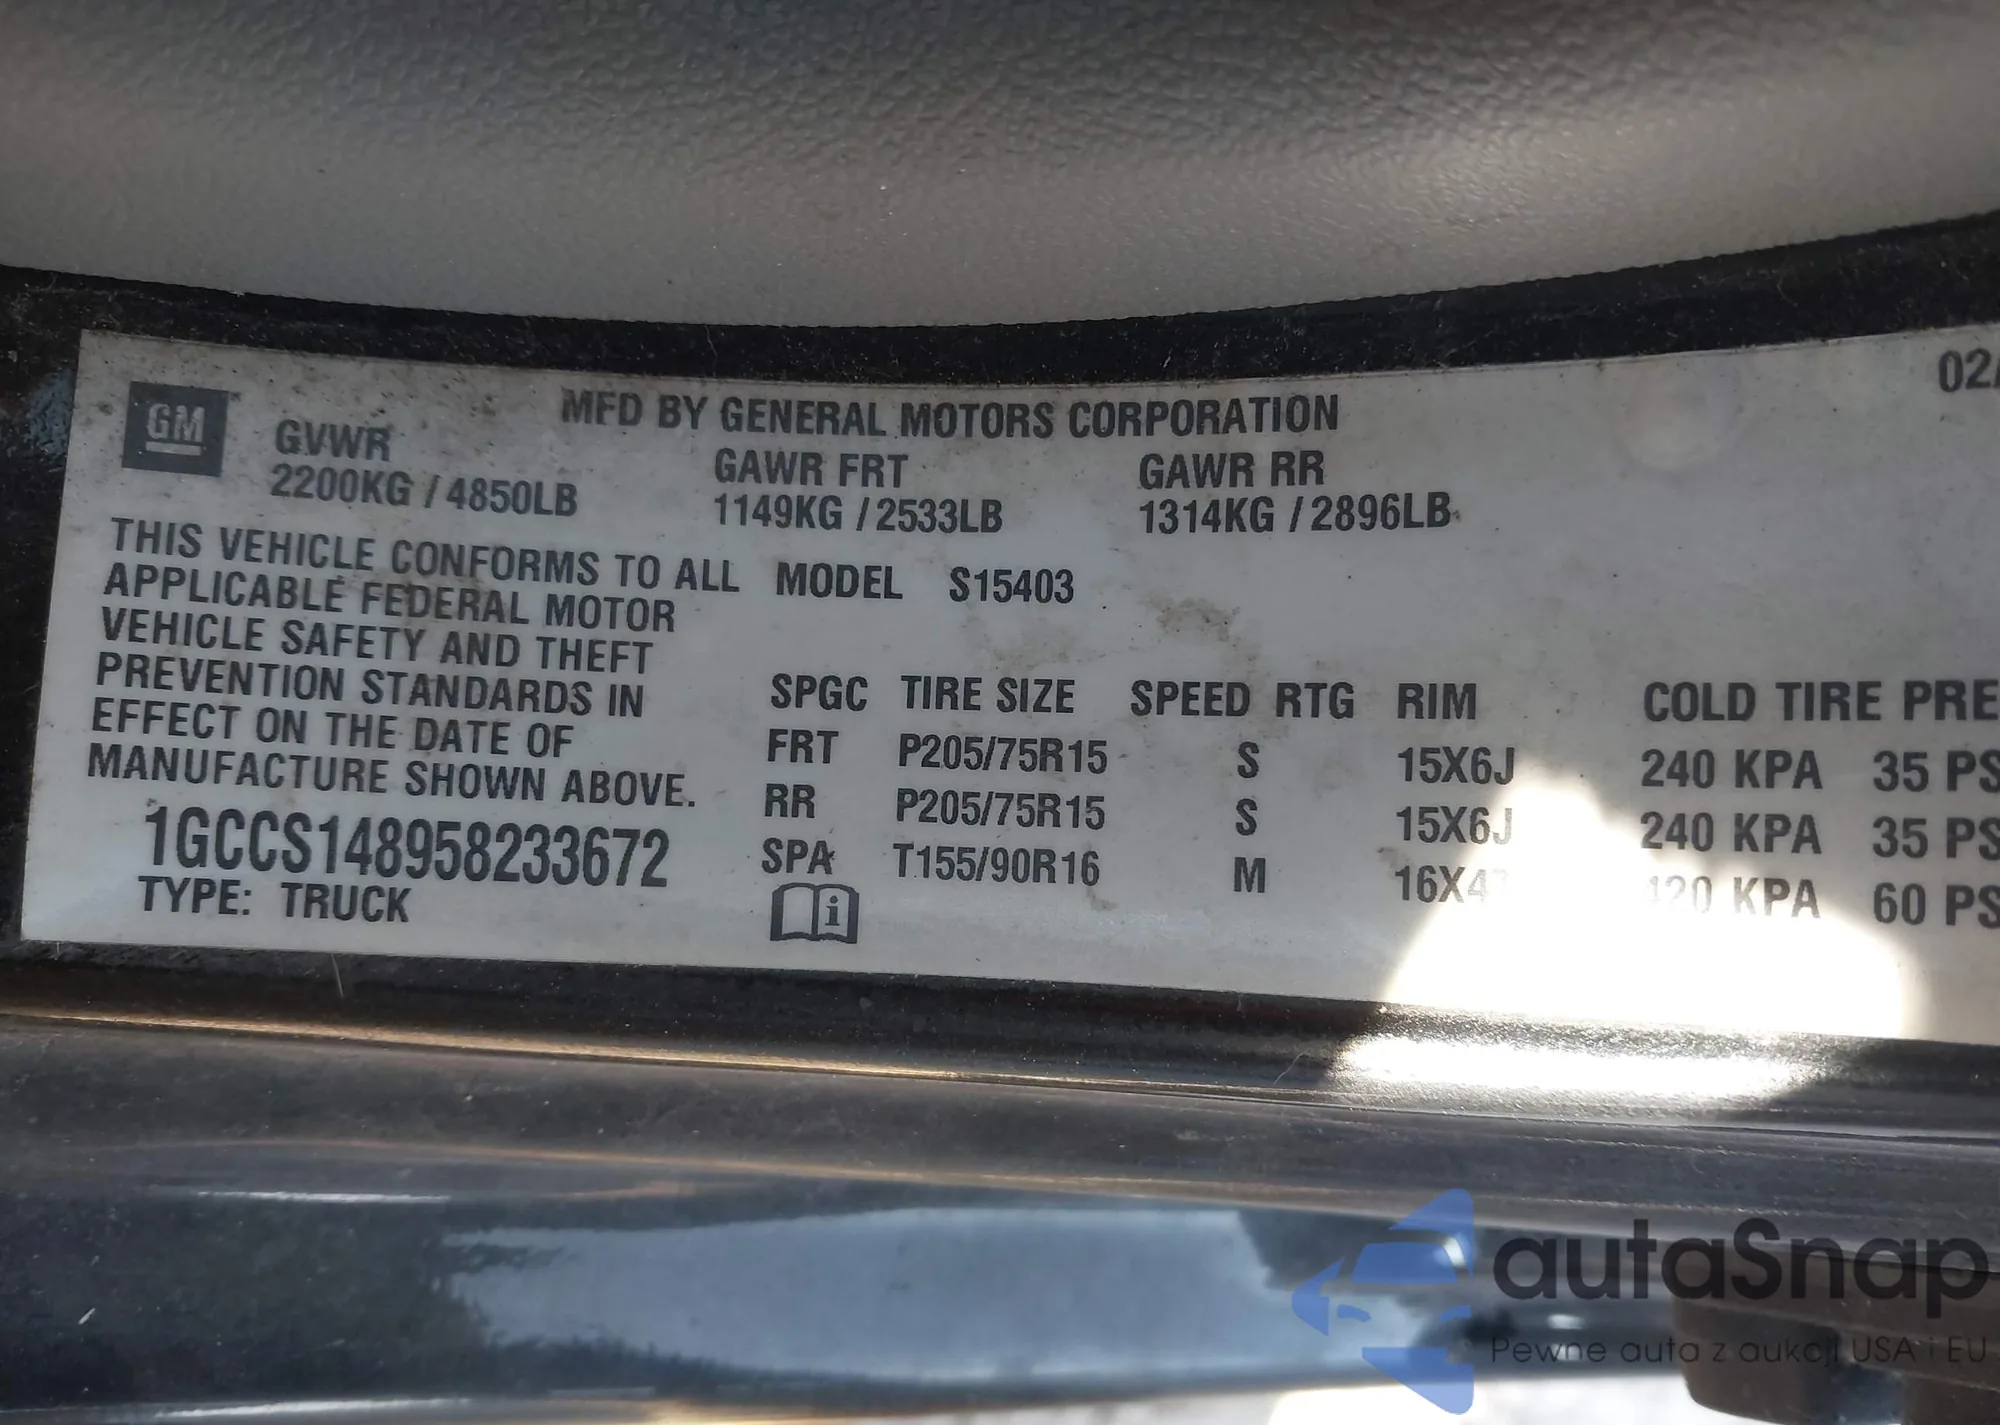 02/
GM
MFD BY GENERAL MOTORS CORPORATION
GVWR GAWR FRT GAWR RR
2200KG / 4850LB 1149KG / 2533LB 1314KG / 2896LB
THIS VEHICLE CONFORMS TO ALL
APPLICABLE FEDERAL MOTOR
VEHICLE SAFETY AND THEFT
PREVENTION STANDARDS IN
EFFECT ON THE DATE OF
MANUFACTURE SHOWN ABOVE.
1GCCS148958233672
TYPE: TRUCK
MODEL S15403
SPGC TIRE SIZE SPEED RTG RIM COLD TIRE PRE
FRT P205/75R15 S 15X6J 240 KPA 35 PS
RR P205/75R15 S 15X6J 240 KPA 35 PS
SPA T155/90R16 M 16X4 420 KPA 60 PS
i
autaSnap
Pewne auta z aukcji USA i EU